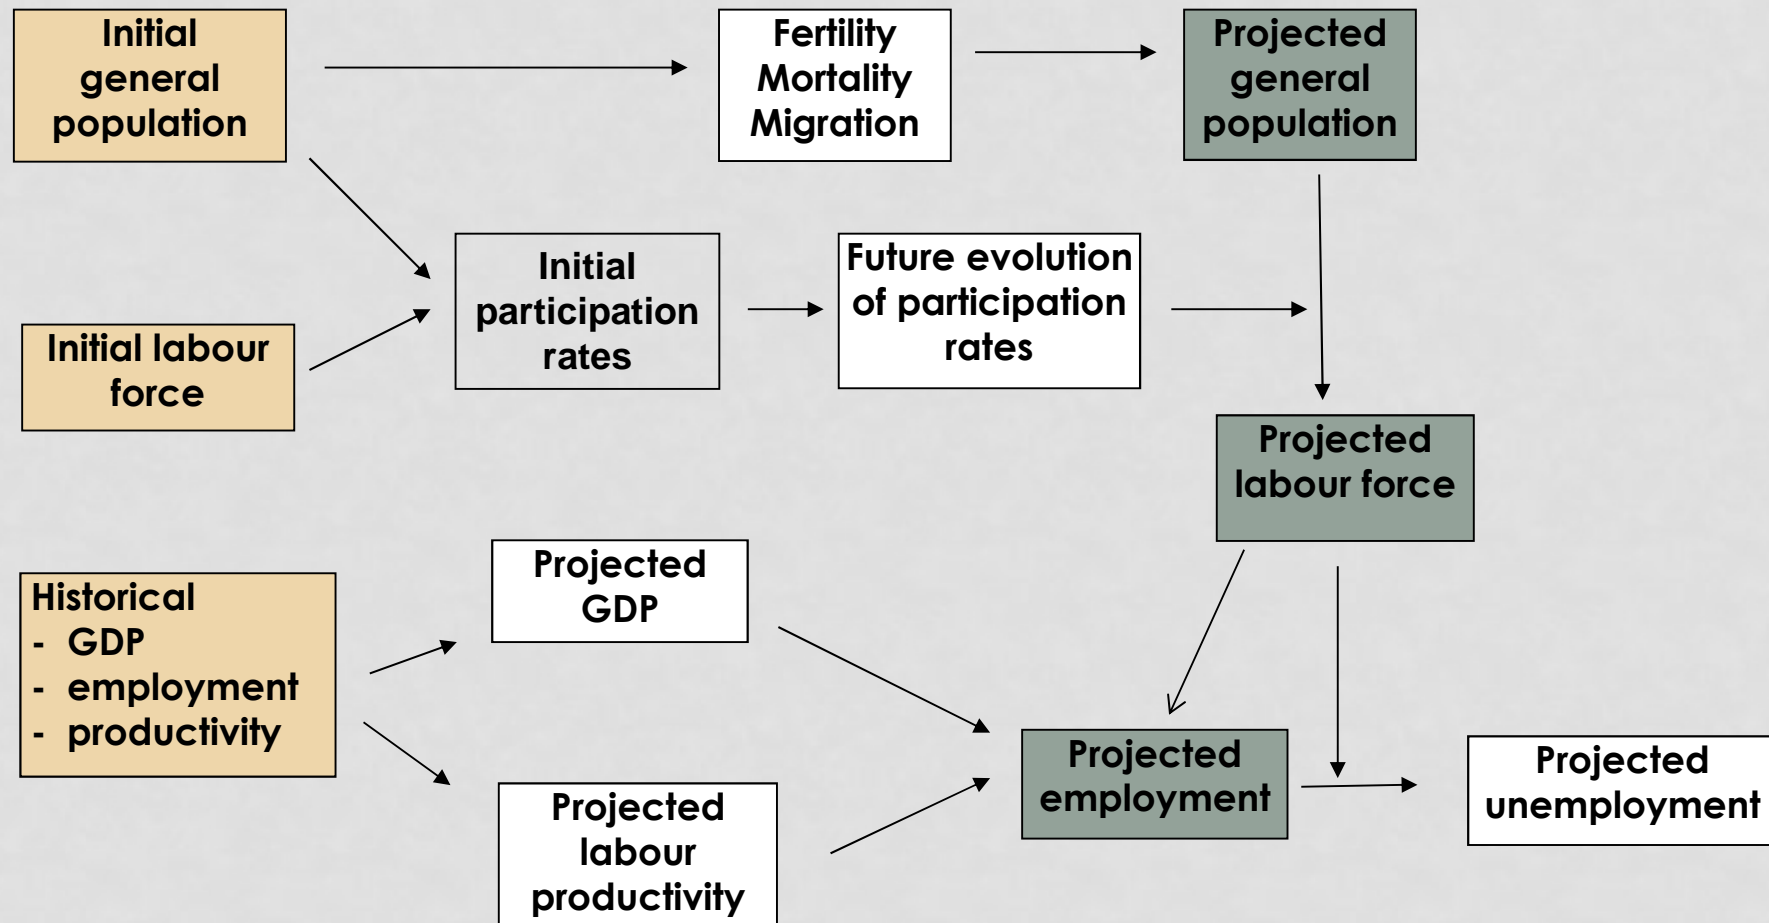 Initial
general
population
Fertility
Mortality
Migration
Projected
general
population
Initial
participation
rates
Future evolution
of participation
rates
Initial labour
force
Projected
labour force
Historical
- GDP
- employment
- productivity
Projected
GDP
Projected
labour
productivity
Projected
employment
Projected
unemployment